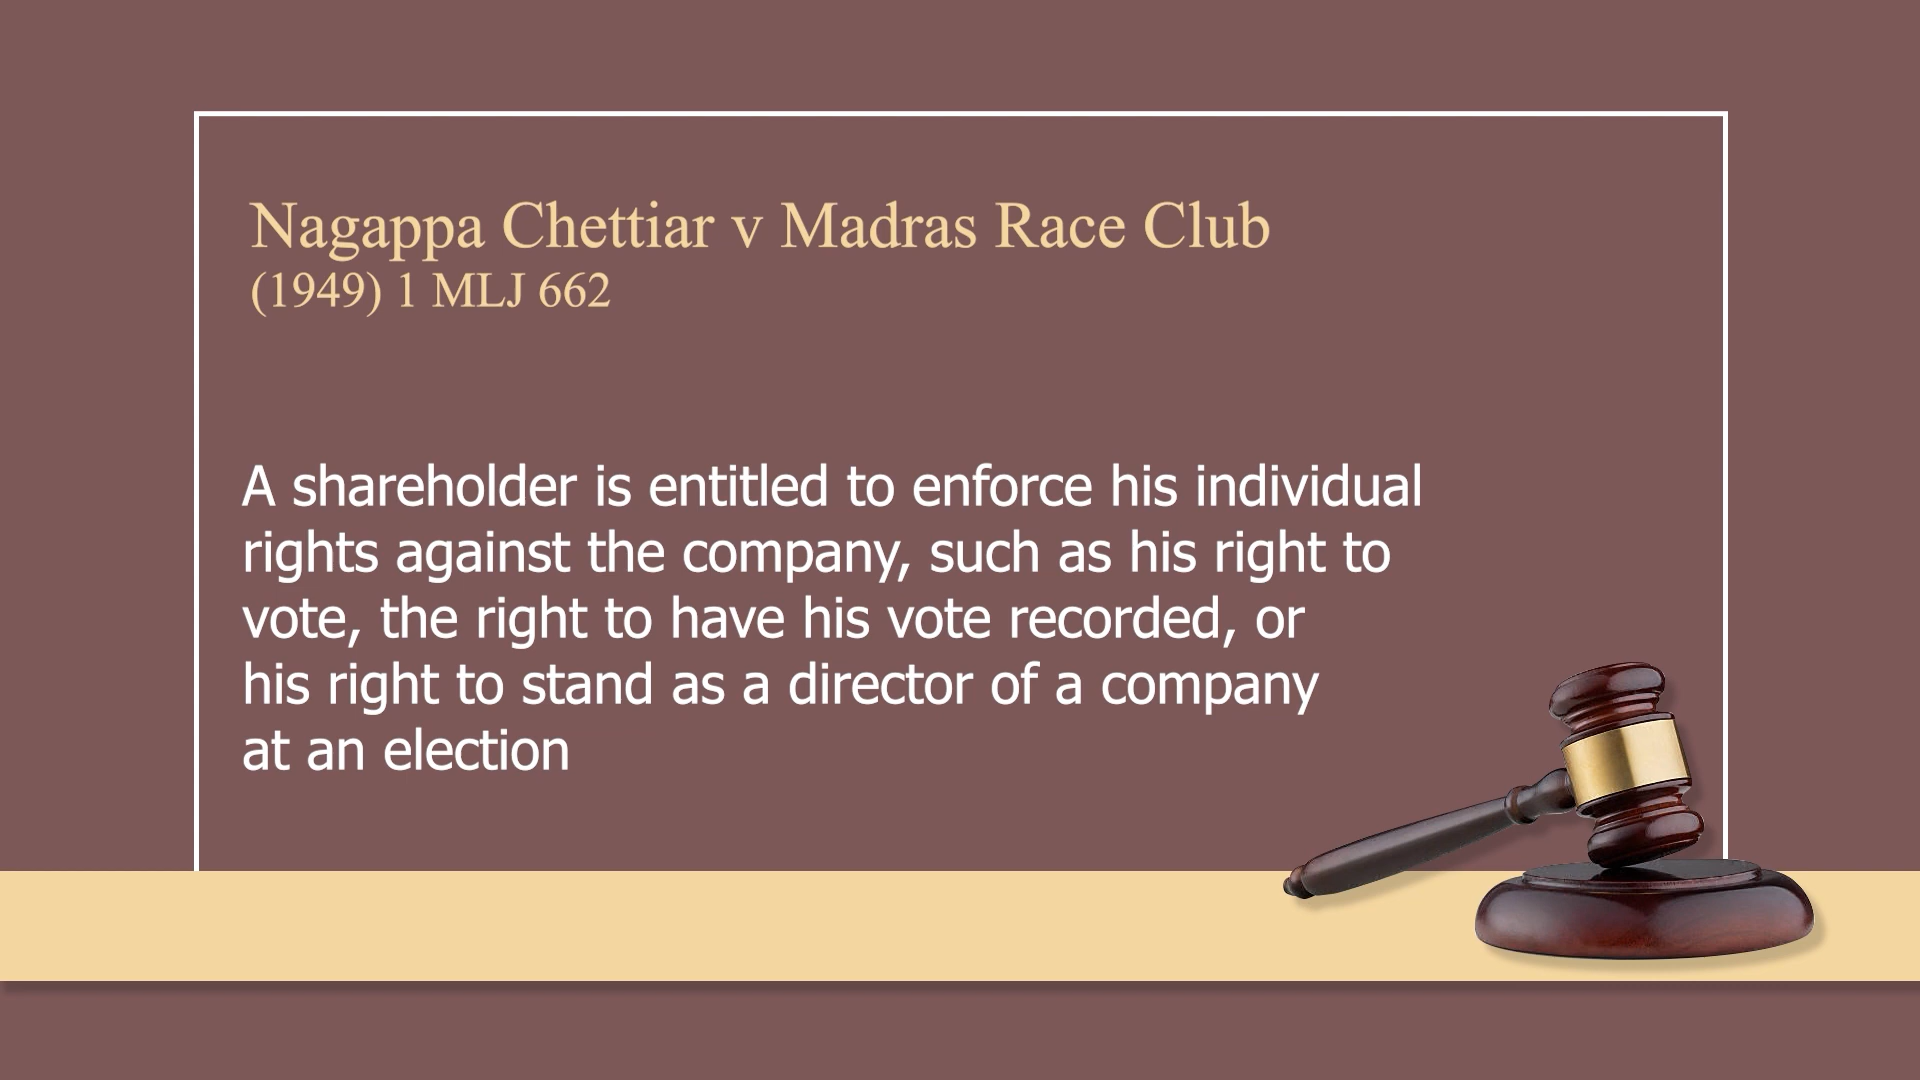 Nagappa Chettiar v Madras Race Club
(1949) 1 MLJ 662
A shareholder is entitled to enforce his individual
rights against the company, such as his right to
vote, the right to have his vote recorded, or
his right to stand as a director of a company
at an election